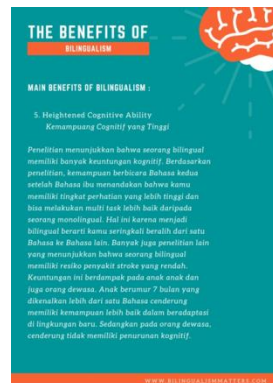 THE BENEFITS OF
BILINGUALISM
MAIN BENEFITS OF BILINGUALISM :
5. Heightened Cognitive Ability
Kemampuang Cognitif yang Tinggi
Penelitian menunjukkan bahwa seorang bilingual
memiliki banyak keuntungan kognitif. Berdasarkan
penelitian, kemampuan berbicara Bahasa kedua
setelah Bahasa ibu menandakan bahwa kamu
memiliki tingkat perhatian yang lebih tinggi dan
bisa melakukan multi task lebih baik daripada
seorang monolingual. Hal ini karena menjadi
bilingual berarti kamu seringkali beralih dari satu
Bahasa ke Bahasa lain. Banyak juga penelitian lain
yang menunjukkan bahwa seorang bilingual
memiliki resiko penyakit stroke yang rendah.
Keuntungan ini berdampak pada anak anak dan
juga orang dewasa. Anak berumur 7 bulan yang
dikenalkan lebih dari satu Bahasa cenderung
memiliki kemampuan lebih baik dalam beradaptasi
di lingkungan baru. Sedangkan pada orang dewasa,
cenderung tidak memiliki penurunan kognitif.
WWW.BILINGUALISMMATTERS.COM